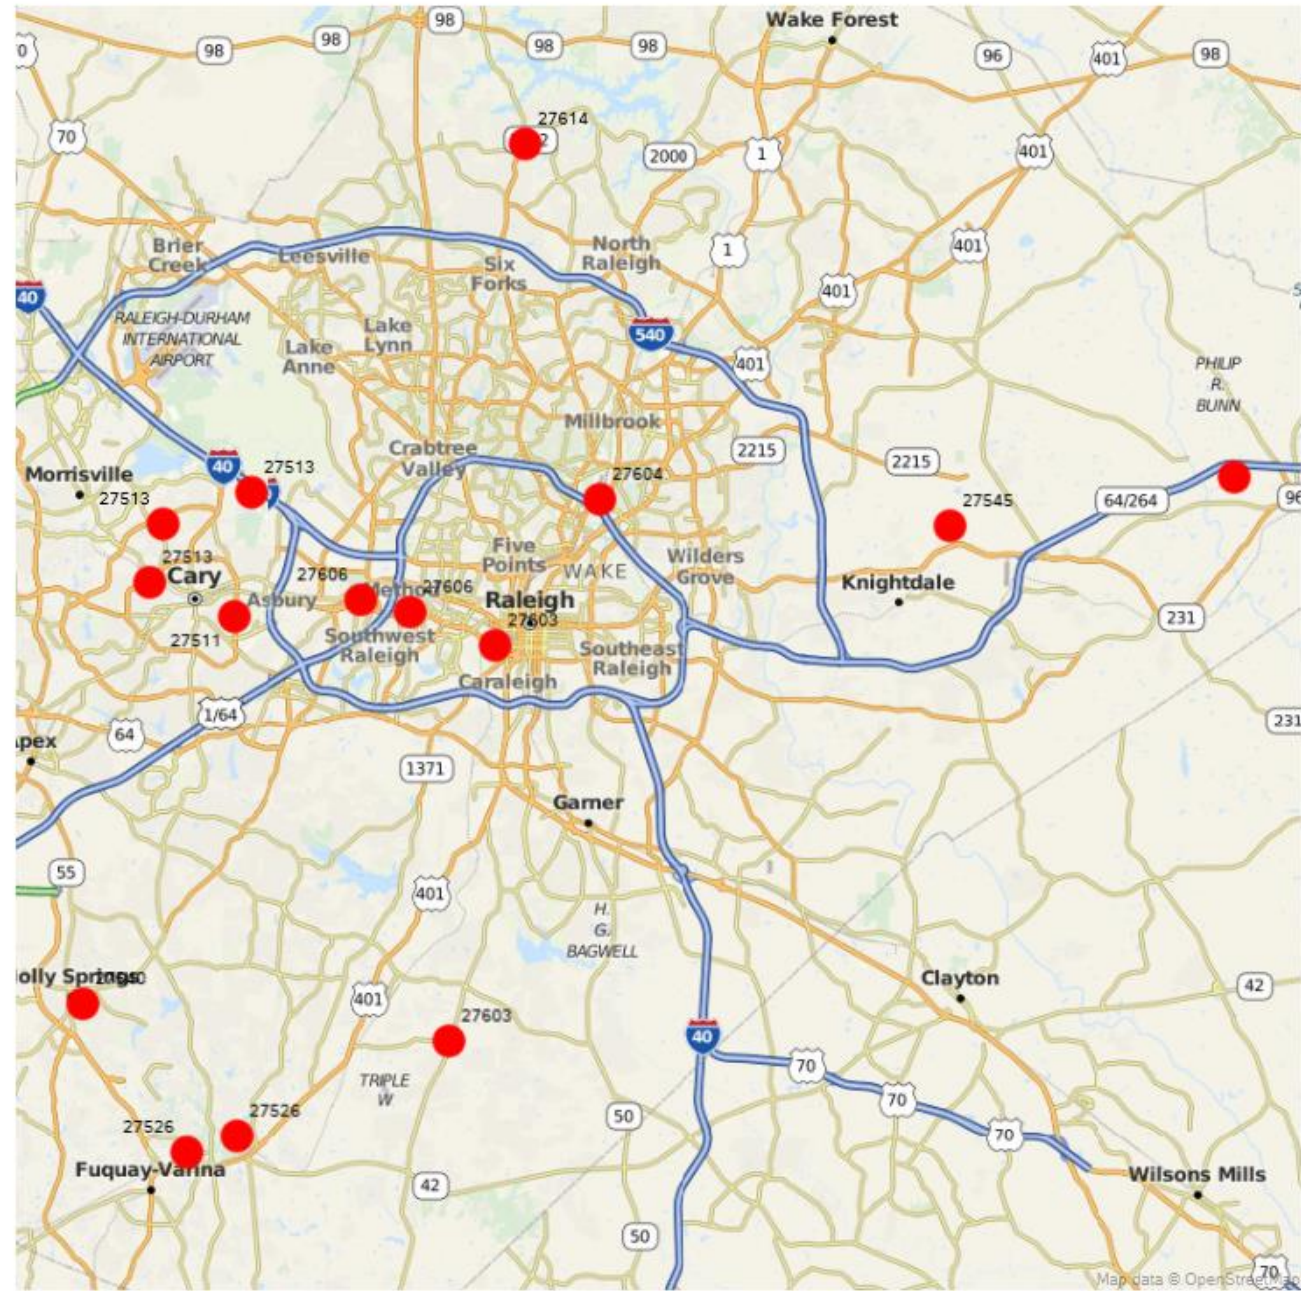 98
Wake Forest
98
98
98
98
96
401
98
70
27614
2000
1
401
Brier
Creek
Leesville
Six
Forks
North
Raleigh
1
401
40
401
RALEIGH-DURHAM
INTERNATIONAL
AIRPORT
Lake
Lynn
Lake
Anne
540
401
PHILIP
R.
BUNN
Millbrook
Crabtree
Valley
2215
2215
Morrisville
40
27513
27604
27513
27545
64/264
96
27513
Cary
Asbury
27606
27606
Five
Points
WAKE
Wilders
Grove
Knightdale
Raleigh
27603
231
27511
Southwest
Raleigh
Southeast
Raleigh
Caraleigh
1/64
64
231
Apex
1371
Garner
55
401
H.
G.
BAGWELL
Holly Springs
Clayton
42
401
27603
40
70
TRIPLE
W
70
27526
27526
50
70
Fuquay-Varina
42
Wilsons Mills
50
70
Map data © OpenStreetMap